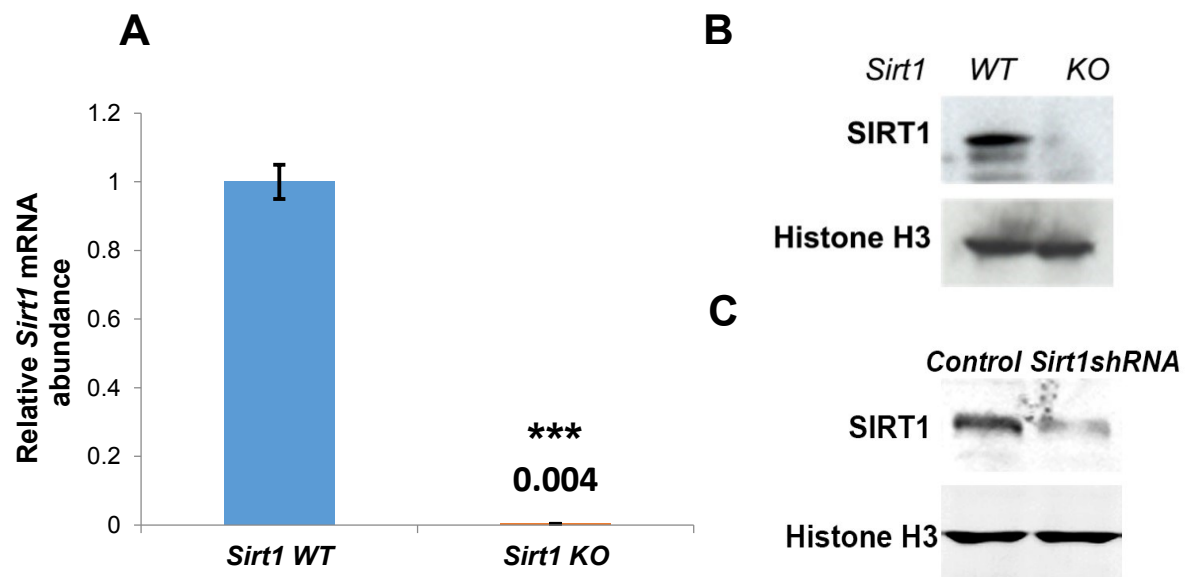 A
Relative Sirt1 mRNA
abundance
1.2
1
0.8
0.6
0.4
0.2
0
***
0.004
Sirt1 WT
Sirt1 KO
B
Sirt1 WT KO
SIRT1
Histone H3
C
Control Sirt1shRNA
SIRT1
Histone H3